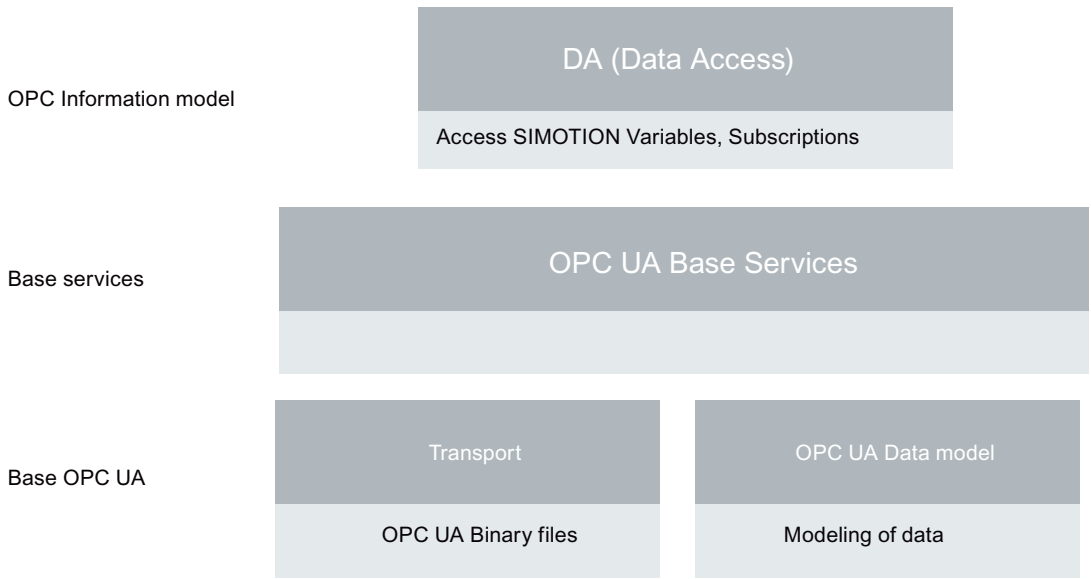 DA (Data Access)
OPC Information model
Access SIMOTION Variables, Subscriptions
OPC UA Base Services
Base services
Transport
OPC UA Data model
Base OPC UA
OPC UA Binary files
Modeling of data